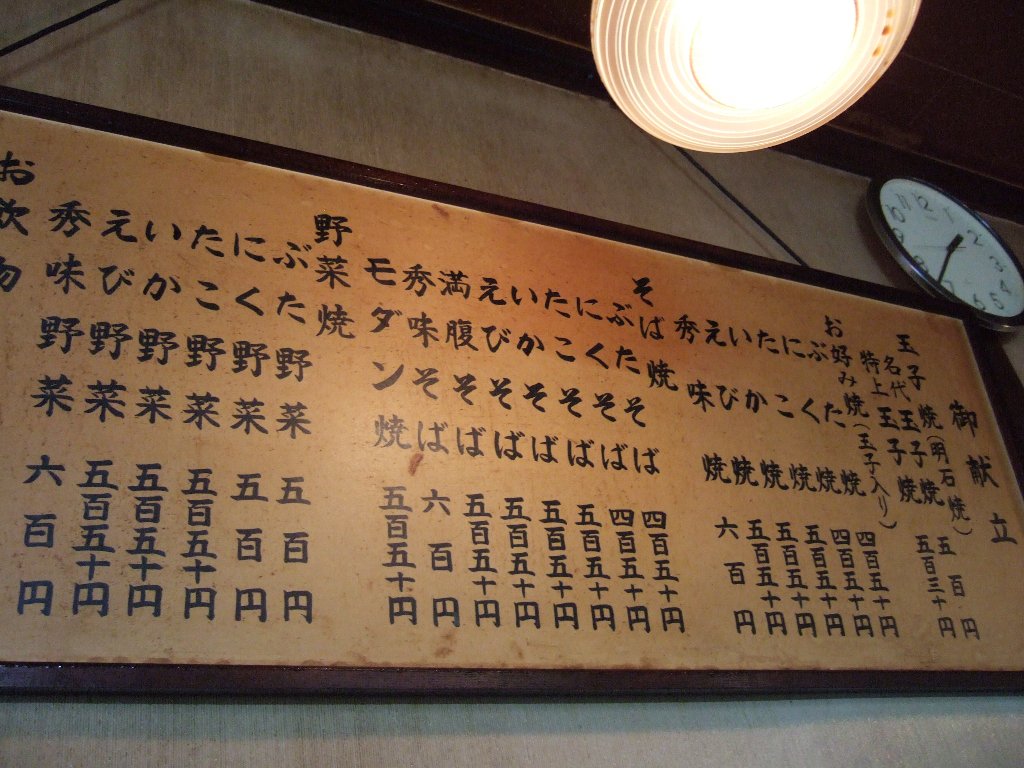 御献立
玉子焼(明石焼)
名代玉子焼 五百円
特上玉子焼 五百三十円
お好み焼(玉子入り)
ぶた焼 四百五十円
にく焼 四百五十円
たこ焼 五百五十円
いか焼 五百五十円
えび焼 五百五十円
秀味焼 六百円
そば焼
ぶたそば 四百五十円
にくそば 四百五十円
たこそば 五百五十円
いかそば 五百五十円
えびそば 五百五十円
満腹そば 五百五十円
秀味そば 六百円
モダン焼 五百五十円
野菜焼
ぶた野菜 五百円
にく野菜 五百円
たこ野菜 五百五十円
いか野菜 五百五十円
えび野菜 五百五十円
秀味野菜 六百円
お飲物